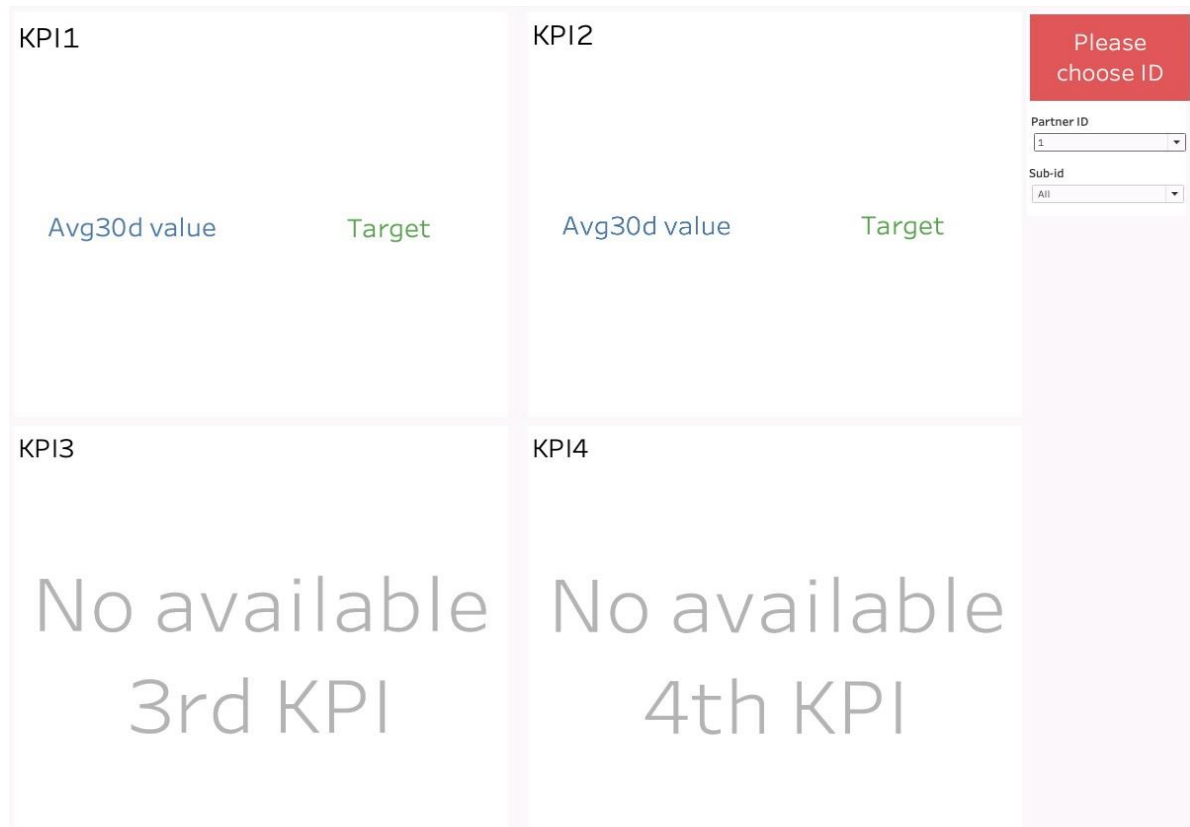 KPI1
Avg30d value
Target
KPI2
Avg30d value
Target
Please
choose ID
Partner ID
1
Sub-id
All
KPI3
No available
3rd KPI
KPI4
No available
4th KPI